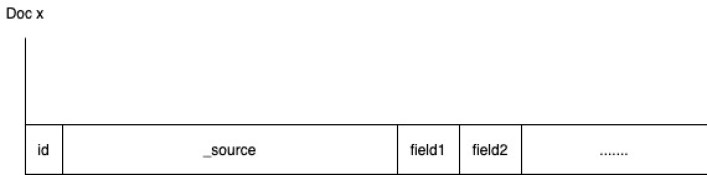 Doc x
id _source field1 field2 .......